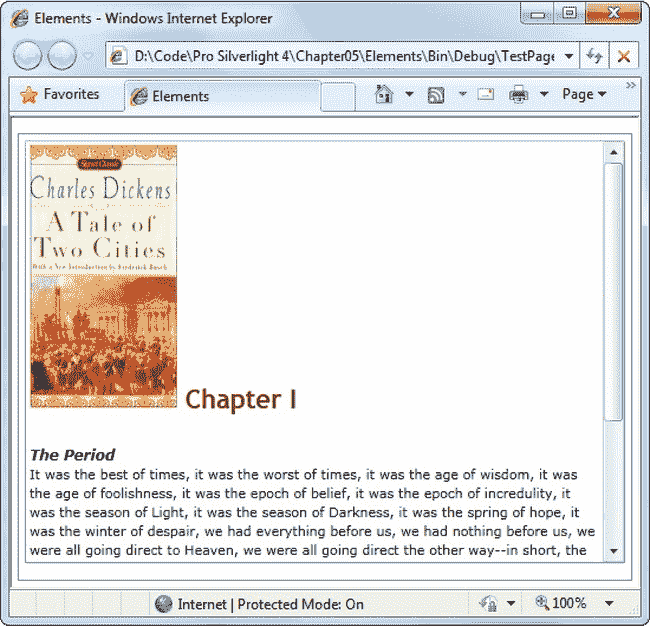 Elements - Windows Internet Explorer
D:\Code\Pro Silverlight 4\Chapter05\Elements\Bin\Debug\TestPage
Favorites
Elements
Page
Signet Classic
Charles Dickens
A Tale of
Two Cities
With a New Introduction by Frederick Busch
Chapter I
The Period
It was the best of times, it was the worst of times, it was the age of wisdom, it was
the age of foolishness, it was the epoch of belief, it was the epoch of incredulity, it
was the season of Light, it was the season of Darkness, it was the spring of hope, it
was the winter of despair, we had everything before us, we had nothing before us, we
were all going direct to Heaven, we were all going direct the other way--in short, the
Internet | Protected Mode: On
100%